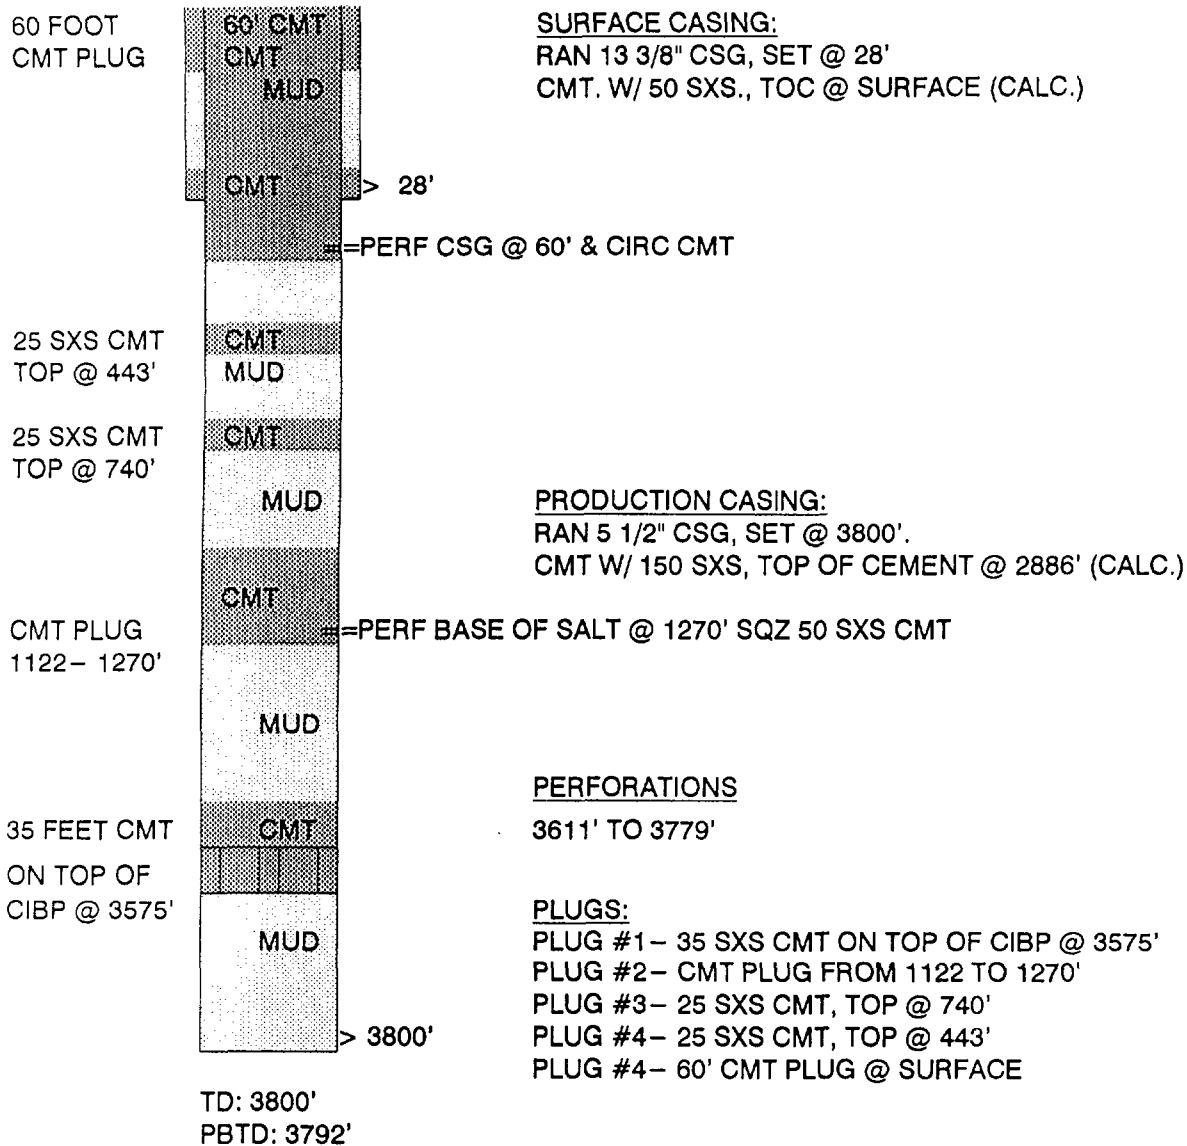 60 FOOT
CMT PLUG
60' CMT
CMT
MUD
CMT
> 28'
SURFACE CASING:
RAN 13 3/8" CSG, SET @ 28'
CMT. W/ 50 SXS., TOC @ SURFACE (CALC.)
==PERF CSG @ 60' & CIRC CMT
25 SXS CMT
TOP @ 443'
CMT
MUD
25 SXS CMT
TOP @ 740'
CMT
MUD
PRODUCTION CASING:
RAN 5 1/2" CSG, SET @ 3800'.
CMT W/ 150 SXS, TOP OF CEMENT @ 2886' (CALC.)
CMT
CMT PLUG
1122– 1270'
==PERF BASE OF SALT @ 1270' SQZ 50 SXS CMT
MUD
PERFORATIONS
3611' TO 3779'
35 FEET CMT
ON TOP OF
CIBP @ 3575'
CMT
MUD
> 3800'
PLUGS:
PLUG #1– 35 SXS CMT ON TOP OF CIBP @ 3575'
PLUG #2– CMT PLUG FROM 1122 TO 1270'
PLUG #3– 25 SXS CMT, TOP @ 740'
PLUG #4– 25 SXS CMT, TOP @ 443'
PLUG #4– 60' CMT PLUG @ SURFACE
TD: 3800'
PBTD: 3792'